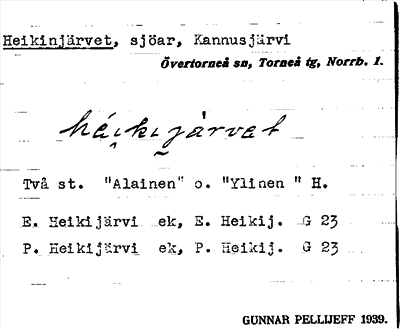 Heikinjärvet, sjöar, Kannusjärvi
Övertorneå sn, Torneå tg, Norrb. l.
Två st. "Alainen" o. "Ylinen " H.
E. Heikijärvi ek, E. Heikij. G 23
P. Heikijärvi ek, P. Heikij. G 23
GUNNAR PELLIJEFF 1939.